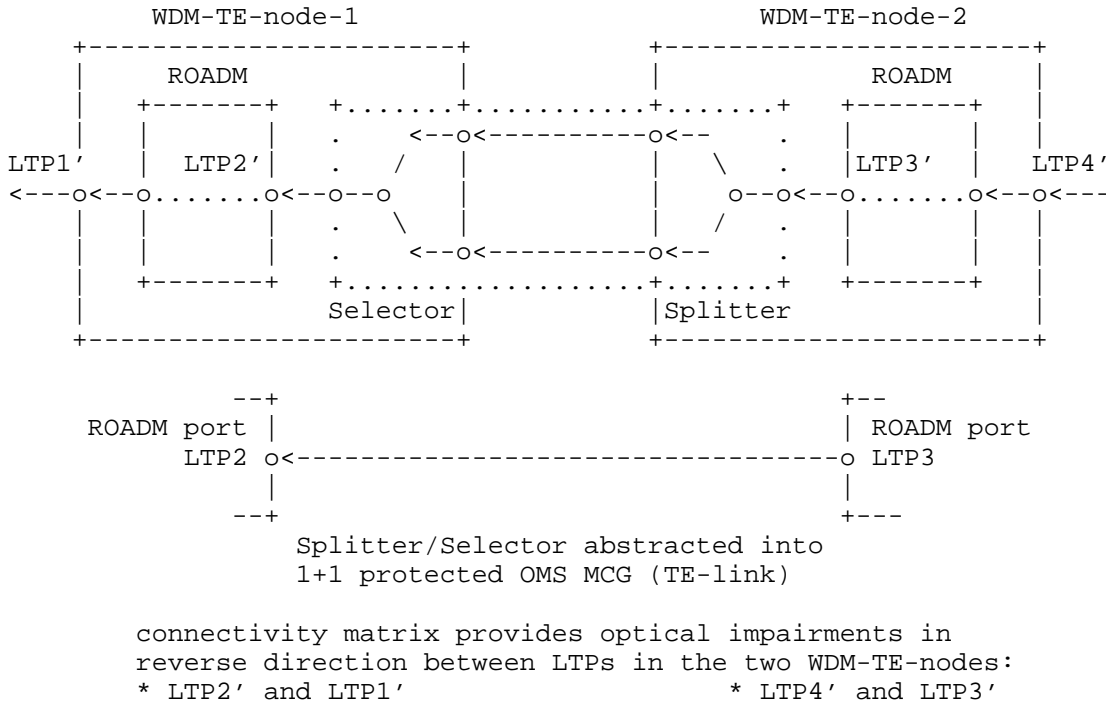 WDM-TE-node-1 WDM-TE-node-2
ROADM ROADM
LTP1' LTP2' LTP3' LTP4'
Selector Splitter
ROADM port ROADM port
LTP2 LTP3
Splitter/Selector abstracted into
1+1 protected OMS MCG (TE-link)
connectivity matrix provides optical impairments in
reverse direction between LTPs in the two WDM-TE-nodes:
* LTP2' and LTP1' * LTP4' and LTP3'